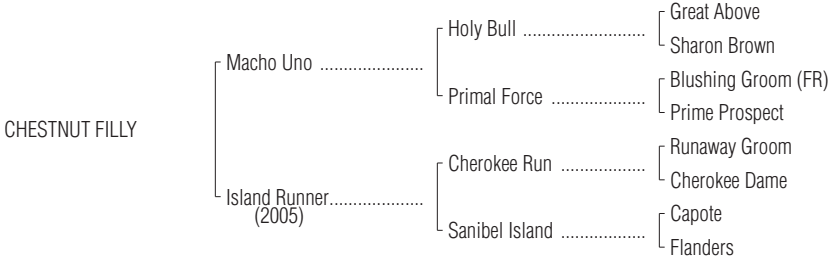 Great Above
Holy Bull ..........................
Sharon Brown
Macho Uno ......................
Blushing Groom (FR)
Primal Force ....................
Prime Prospect
CHESTNUT FILLY
Runaway Groom
Cherokee Run ..................
Cherokee Dame
Island Runner....................
(2005)
Capote
Sanibel Island ..................
Flanders